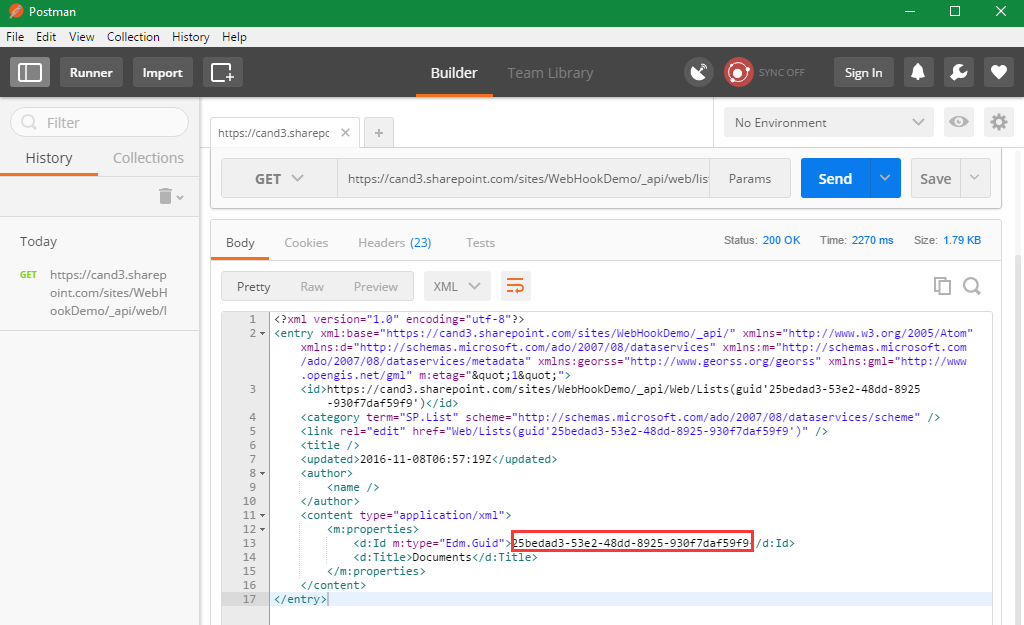 Postman
File Edit View Collection History Help
Runner Import Builder Team Library SYNC OFF Sign In
Filter
History Collections
Today
GET https://cand3.sharep
oint.com/sites/WebH
ookDemo/_api/web/l
https://cand3.sharepc
No Environment
GET https://cand3.sharepoint.com/sites/WebHookDemo/_api/web/list Params Send Save
Body Cookies Headers (23) Tests Status: 200 OK Time: 2270 ms Size: 1.79 KB
Pretty Raw Preview XML
1 <?xml version="1.0" encoding="utf-8"?>
2 <entry xml:base="https://cand3.sharepoint.com/sites/WebHookDemo/_api/" xmlns="http://www.w3.org/2005/Atom"
xmlns:d="http://schemas.microsoft.com/ado/2007/08/dataservices" xmlns:m="http://schemas.microsoft.com
/ado/2007/08/dataservices/metadata" xmlns:georss="http://www.georss.org/georss" xmlns:gml="http://www
.opengis.net/gml" m:etag="&quot;1&quot;">
3 <id>https://cand3.sharepoint.com/sites/WebHookDemo/_api/Web/Lists(guid'25bedad3-53e2-48dd-8925
-930f7daf59f9')</id>
4 <category term="SP.List" scheme="http://schemas.microsoft.com/ado/2007/08/dataservices/scheme" />
5 <link rel="edit" href="Web/Lists(guid'25bedad3-53e2-48dd-8925-930f7daf59f9')" />
6 <title />
7 <updated>2016-11-08T06:57:19Z</updated>
8 <author>
9 <name />
10 </author>
11 <content type="application/xml">
12 <m:properties>
13 <d:Id m:type="Edm.Guid">25bedad3-53e2-48dd-8925-930f7daf59f9</d:Id>
14 <d:Title>Documents</d:Title>
15 </m:properties>
16 </content>
17 </entry>